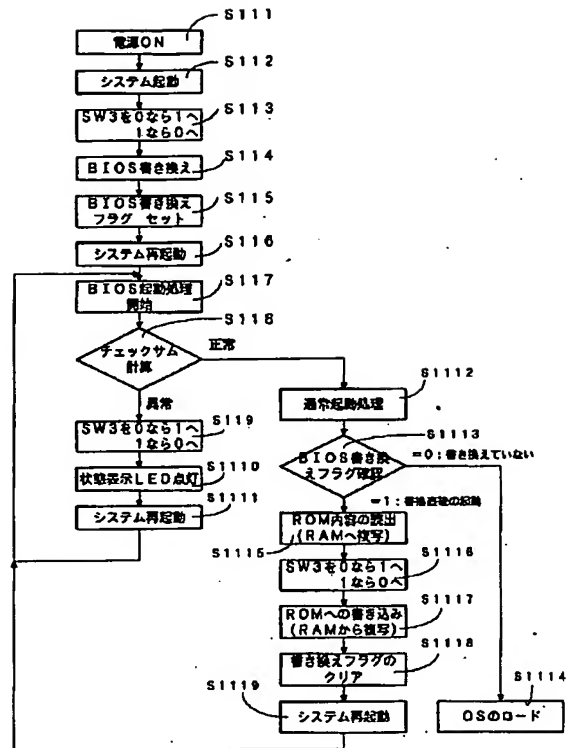 S111
電源ON
S112
システム起動
S113
SW3を0なら1へ
1なら0へ
S114
BIOS書き換え
S115
BIOS書き換え
フラグ セット
S116
システム再起動
S117
BIOS起動処理
開始
S118
チェックサム
計算
正常
異常
S119
SW3を0なら1へ
1なら0へ
S1110
状態表示LED点灯
S1111
システム再起動
S1112
通常起動処理
S1113
BIOS書き換
えフラグ確認
=0:書き換えていない
=1:書換直後の起動
ROM内容の読出
(RAMへ複写)
S1115
S1116
SW3を0なら1へ
1なら0へ
S1117
ROMへの書き込み
(RAMから複写)
S1118
書き換えフラグの
クリア
S1119
システム再起動
S1114
OSのロード